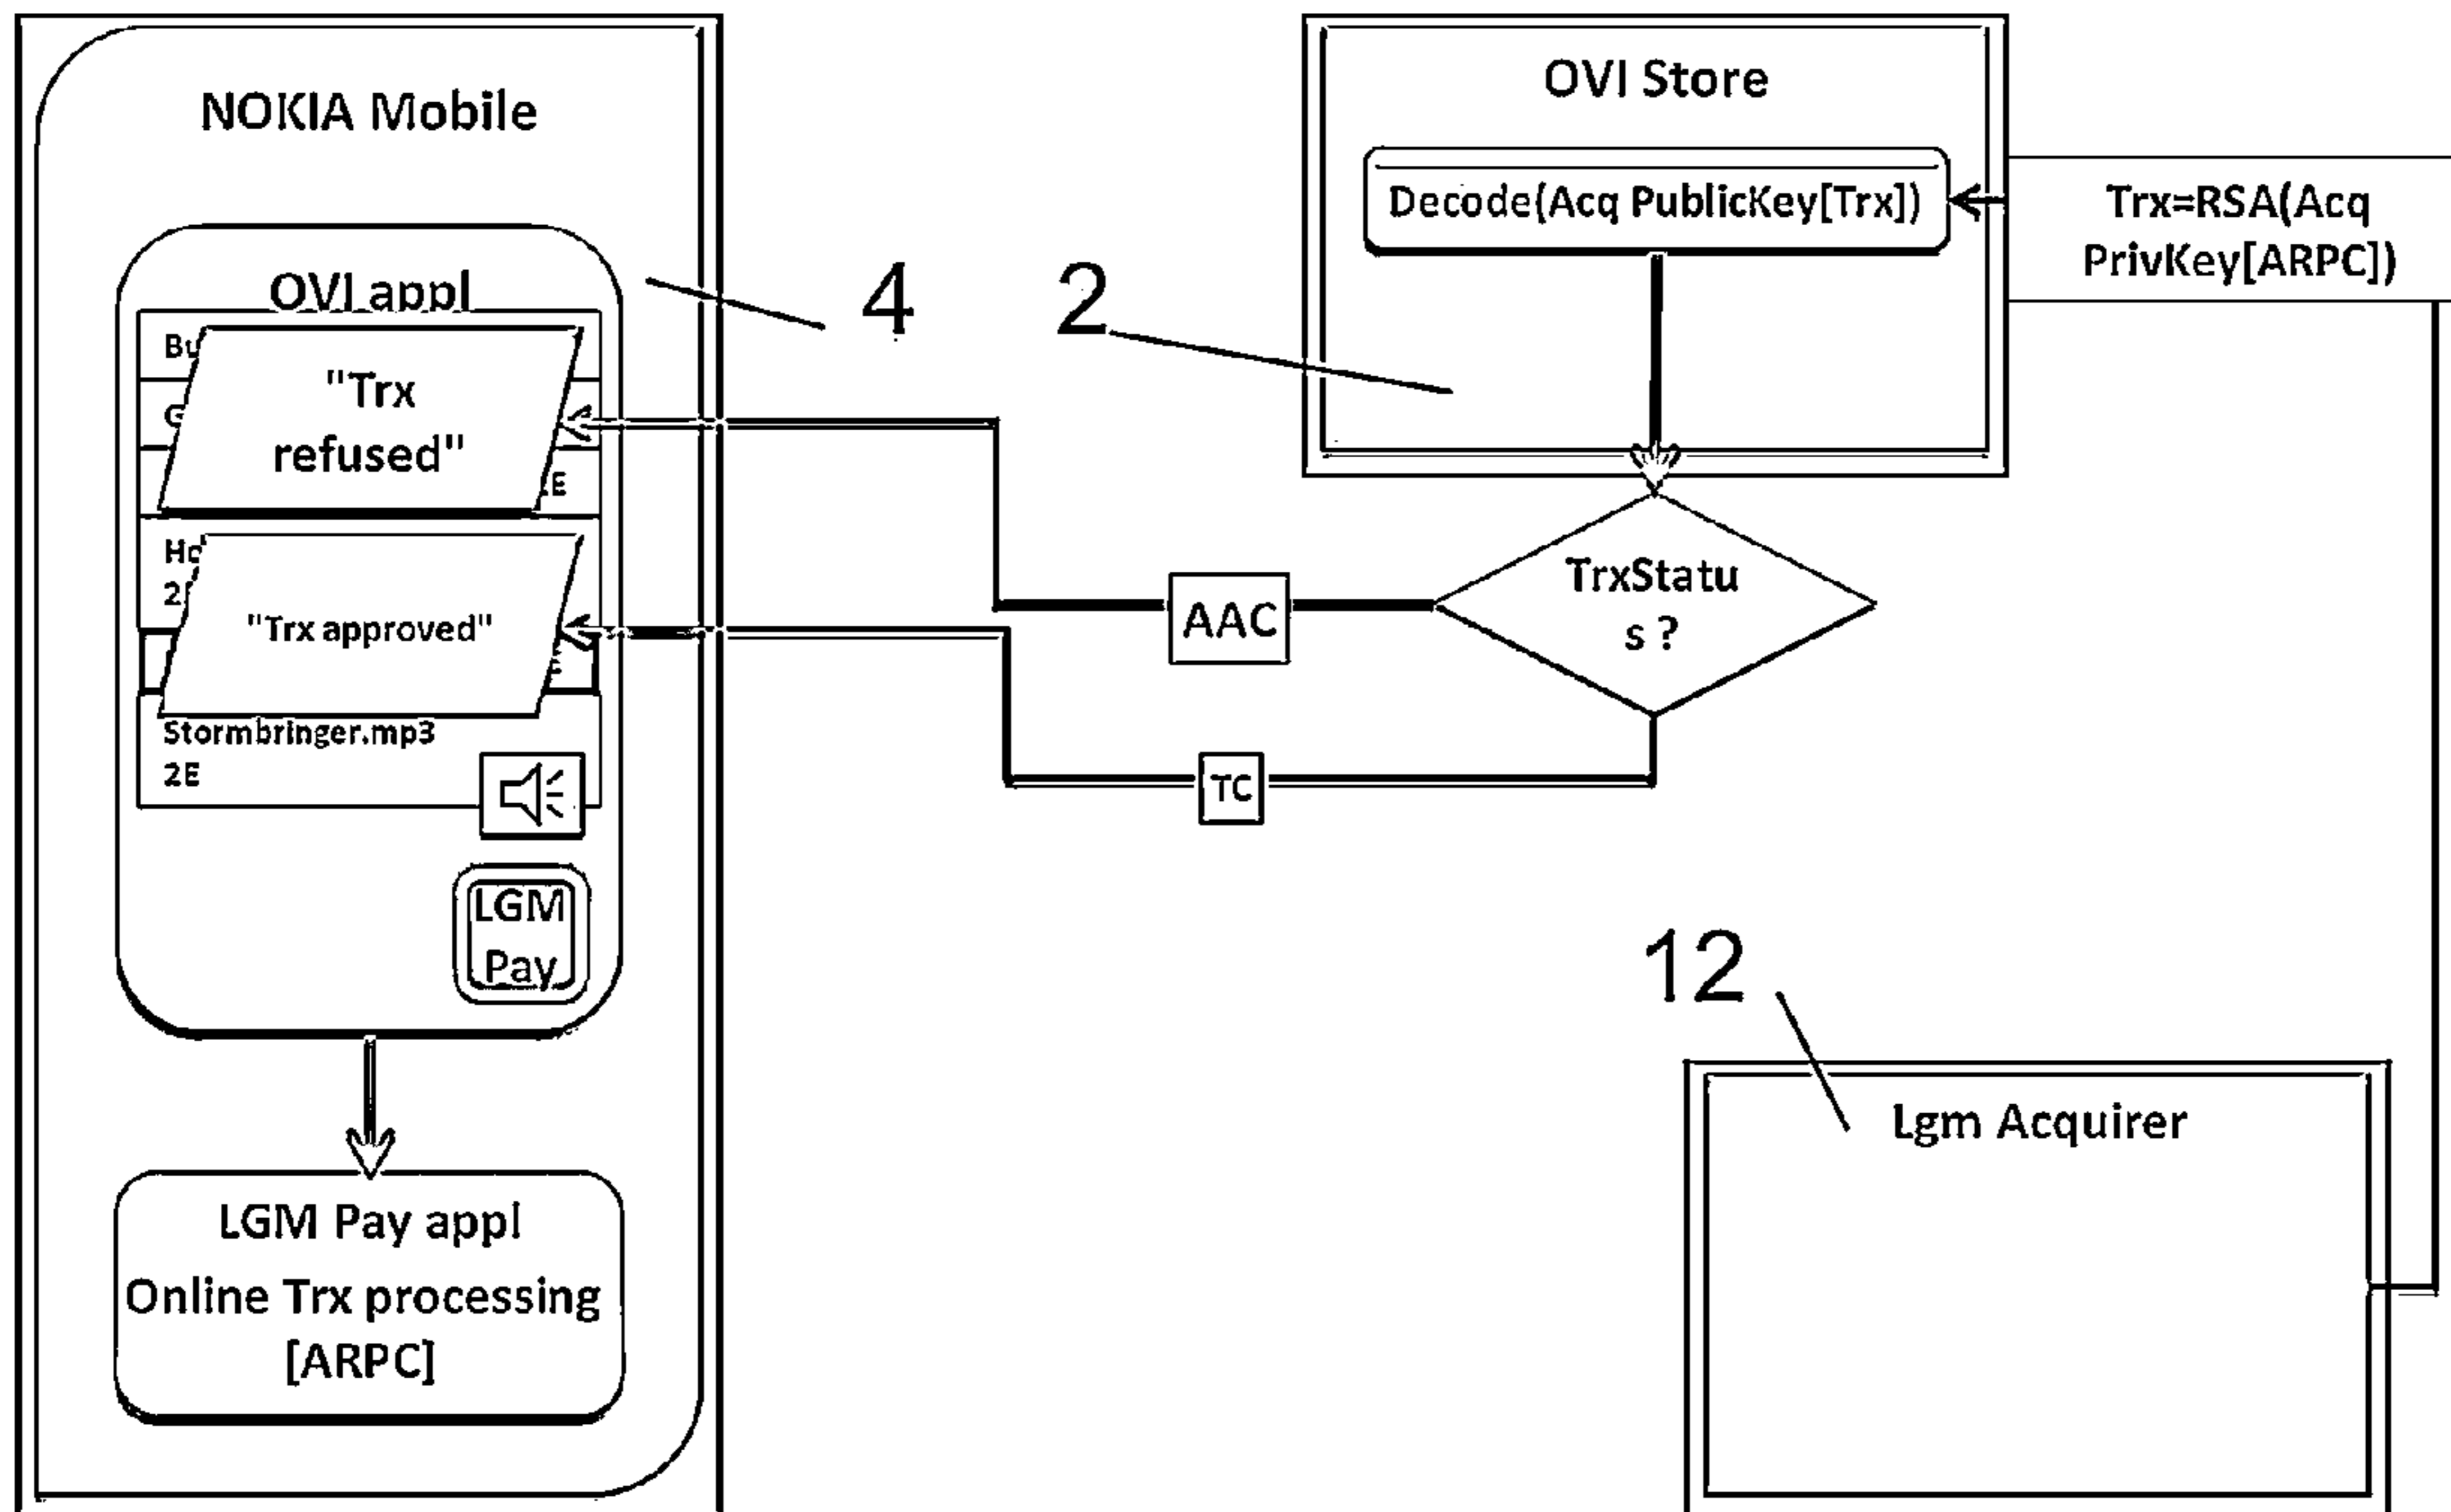 NOKIA Mobile
OVI appl
"Trx
refused"
"Trx approved"
Stormbringer.mp3
2E
LGM
Pay
LGM Pay appl
Online Trx processing
[ARPC]
4
2
OVI Store
Decode(Acq PublicKey[Trx])
Trx=RSA(Acq
PrivKey[ARPC])
TrxStatu
s ?
AAC
TC
12
Lgm Acquirer